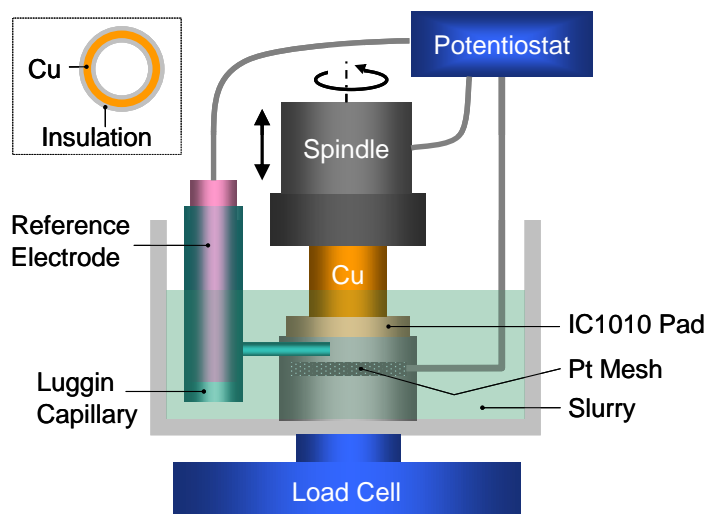 Potentiostat
Cu
Insulation
Spindle
Reference
Electrode
Cu
IC1010 Pad
Pt Mesh
Luggin
Capillary
Slurry
Load Cell